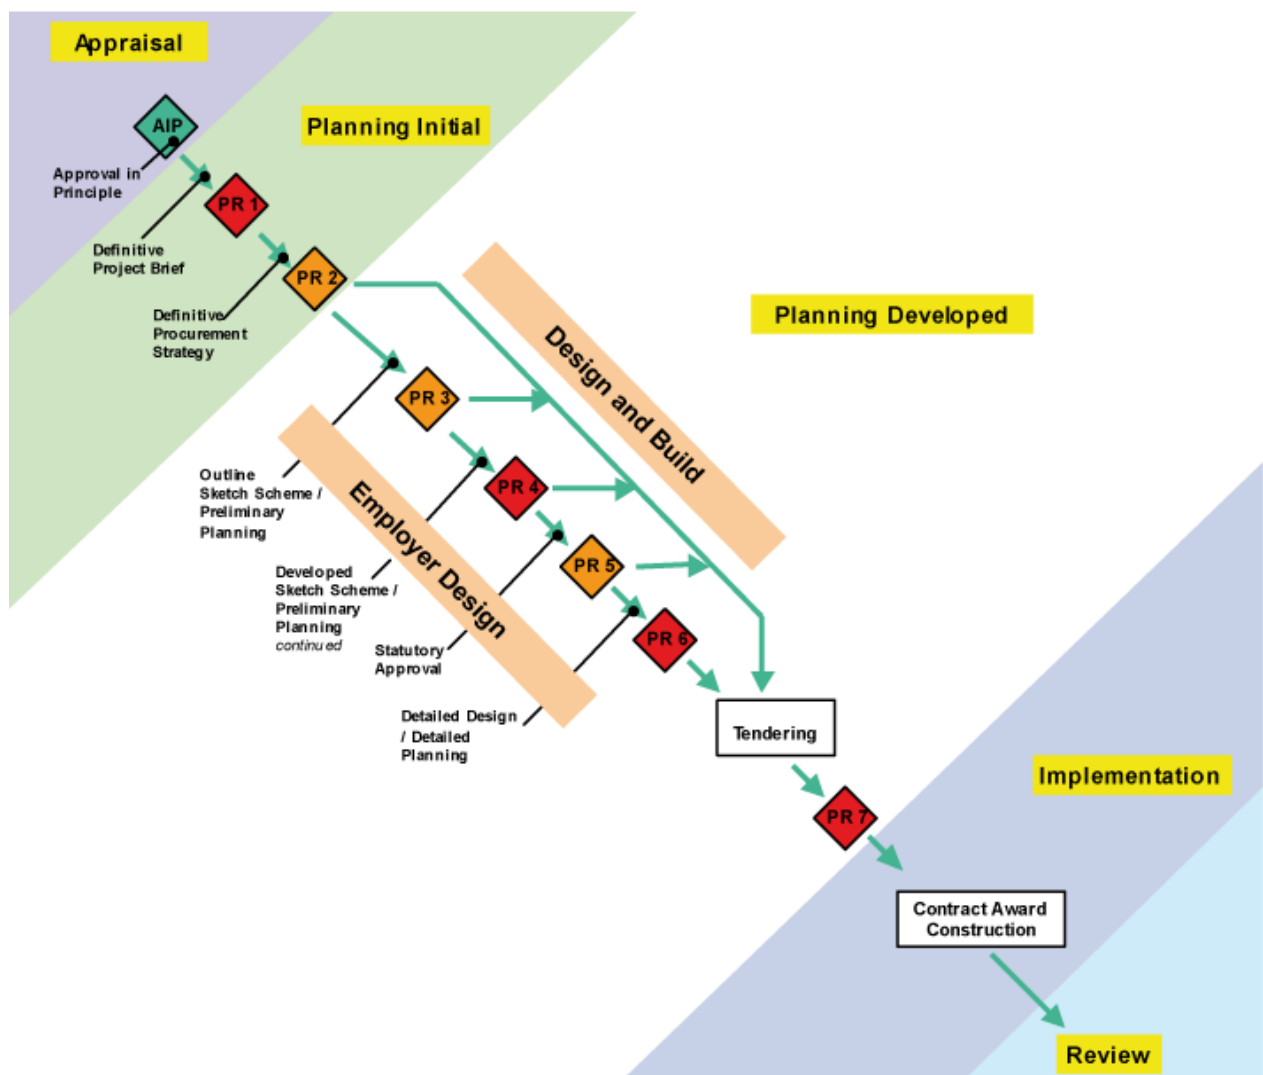 Appraisal
AIP
Approval in
Principle
Planning Initial
PR 1
Definitive
Project Brief
PR 2
Definitive
Procurement
Strategy
Design and Build
Planning Developed
PR 3
Outline
Sketch Scheme /
Preliminary
Planning
Employer Design
PR 4
Developed
Sketch Scheme /
Preliminary
Planning
continued
PR 5
Statutory
Approval
PR 6
Detailed Design
/ Detailed
Planning
Tendering
PR 7
Implementation
Contract Award
Construction
Review